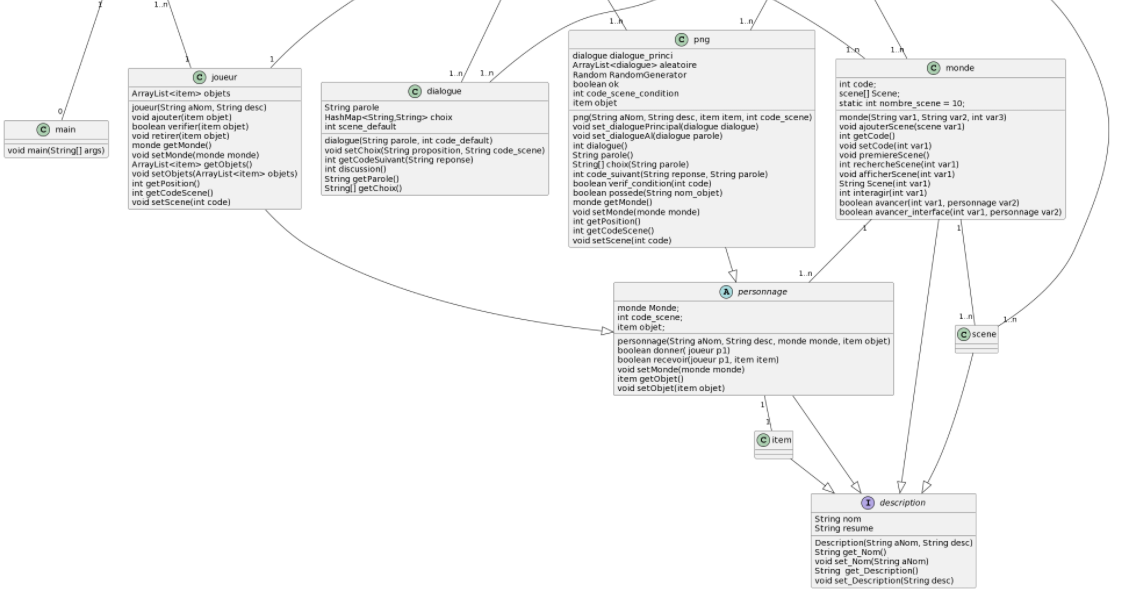 1
1..n
1..n
1..n
1..n
1..n
C png
dialogue dialogue_princi
ArrayList<dialogue> aleatoire
Random RandomGenerator
boolean ok
int code_scene_condition
item objet
png(String aNom, String desc, item item, int code_scene)
void set_dialoguePrincipal(dialogue dialogue)
void set_dialogueAl(dialogue parole)
int dialogue()
String parole()
String[] choix(String parole)
int code_suivant(String reponse, String parole)
boolean verif_condition(int code)
boolean possede(String nom_objet)
monde getMonde()
void setMonde(monde monde)
int getPosition()
int getCodeScene()
void setScene(int code)
1
1
C joueur
ArrayList<item> objets
joueur(String aNom, String desc)
void ajouter(item objet)
boolean verifier(item objet)
void retirer(item objet)
monde getMonde()
void setMonde(monde monde)
ArrayList<item> getObjets()
void setObjets(ArrayList<item> objets)
int getPosition()
int getCodeScene()
void setScene(int code)
1..n
1..n
C dialogue
String parole
HashMap<String,String> choix
int scene_default
dialogue(String parole, int code_default)
void setChoix(String proposition, String code_scene)
int getCodeSuivant(String reponse)
int discussion()
String getParole()
String[] getChoix()
C monde
int code;
scene[] Scene;
static int nombre_scene = 10;
monde(String var1, String var2, int var3)
void ajouterScene(scene var1)
int getCode()
void setCode(int var1)
void premiereScene()
int rechercheScene(int var1)
void afficherScene(int var1)
String Scene(int var1)
int interagir(int var1)
boolean avancer(int var1, personnage var2)
boolean avancer_interface(int var1, personnage var2)
0
C main
void main(String[] args)
1
1
1..n
A personnage
monde Monde;
int code_scene;
item objet;
personnage(String aNom, String desc, monde monde, item objet)
boolean donner( joueur p1)
boolean recevoir(joueur p1, item item)
void setMonde(monde monde)
item getObjet()
void setObjet(item objet)
1..n
1..n
C scene
1
1
C item
I description
String nom
String resume
Description(String aNom, String desc)
String get_Nom()
void set_Nom(String aNom)
String get_Description()
void set_Description(String desc)